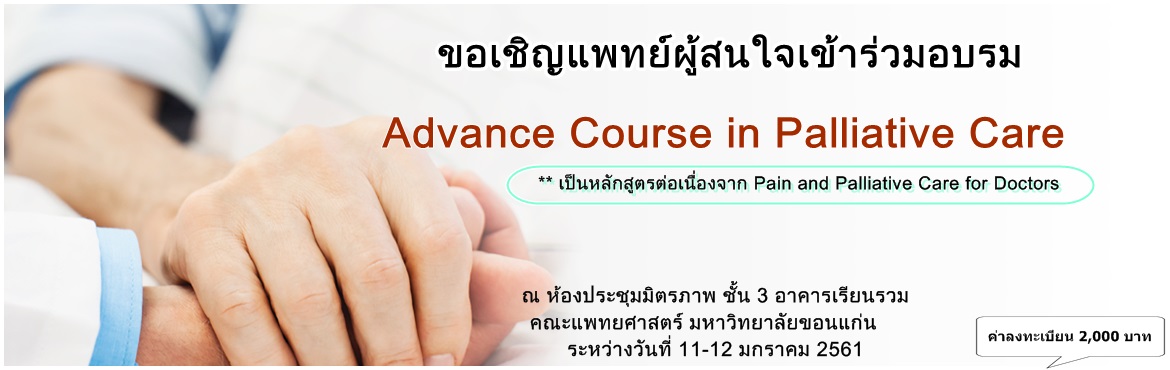 ขอเชิญแพทย์ผู้สนใจเข้าร่วมอบรม
Advance Course in Palliative Care
** เป็นหลักสูตรต่อเนื่องจาก Pain and Palliative Care for Doctors
ณ ห้องประชุมมิตรภาพ ชั้น 3 อาคารเรียนรวม
คณะแพทยศาสตร์ มหาวิทยาลัยขอนแก่น
ระหว่างวันที่ 11-12 มกราคม 2561
ค่าลงทะเบียน 2,000 บาท